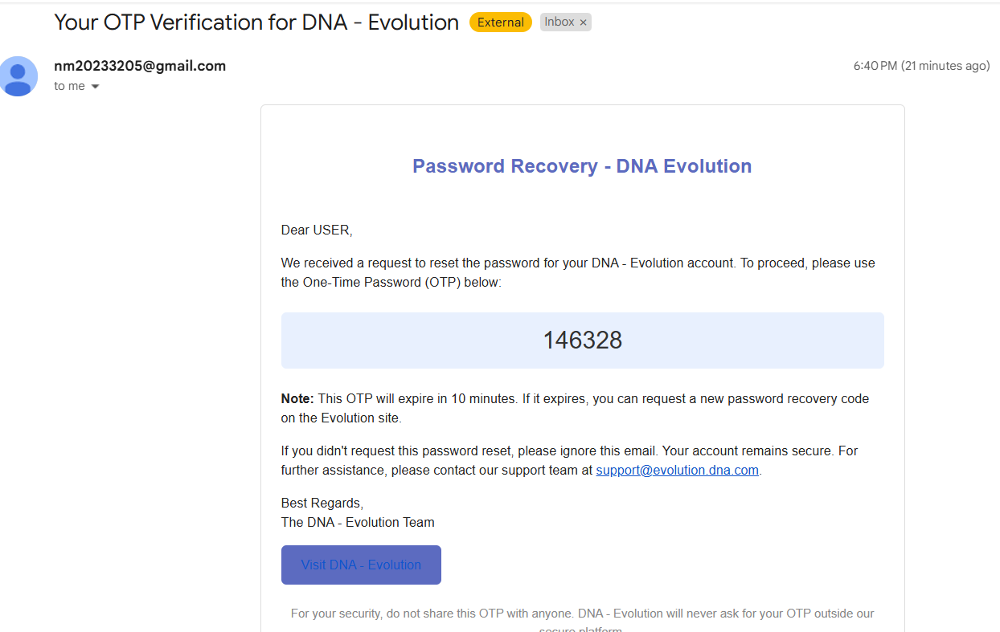 Your OTP Verification for DNA - Evolution External Inbox ×
nm20233205@gmail.com 6:40 PM (21 minutes ago)
to me
Password Recovery - DNA Evolution
Dear USER,
We received a request to reset the password for your DNA - Evolution account. To proceed, please use
the One-Time Password (OTP) below:
146328
Note: This OTP will expire in 10 minutes. If it expires, you can request a new password recovery code
on the Evolution site.
If you didn't request this password reset, please ignore this email. Your account remains secure. For
further assistance, please contact our support team at support@evolution.dna.com.
Best Regards,
The DNA - Evolution Team
Visit DNA - Evolution
For your security, do not share this OTP with anyone. DNA - Evolution will never ask for your OTP outside our
secure platform.